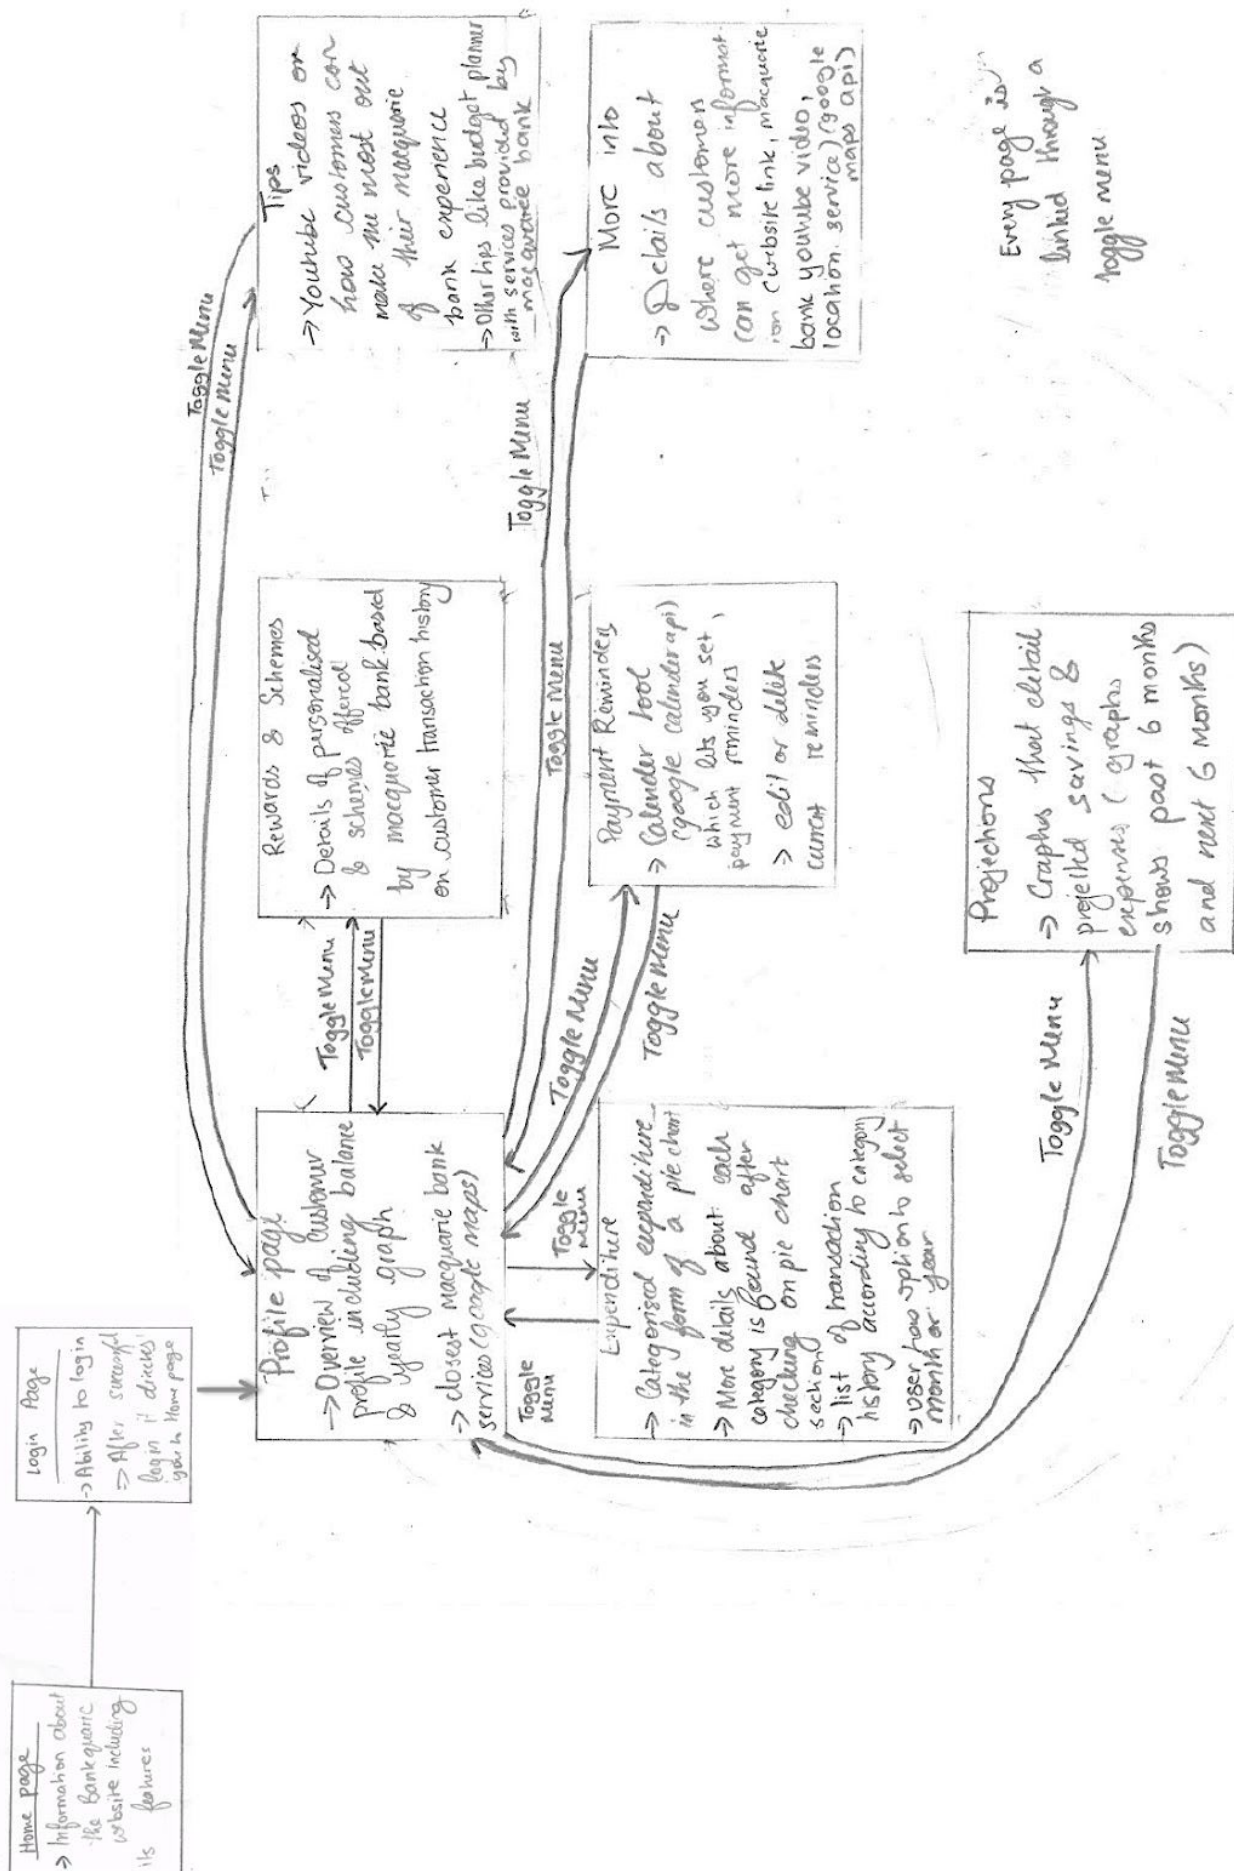 Home page
→ Information about
the Bankquarie
website including
its features
Login Page
→ Ability to login
→ After successful
login it directs
you to Home page
Profile page
→ Overview of customer
profile including balance
& yearly graph
→ closest macquarie bank
services (google maps)
Toggle Menu
Toggle Menu
Rewards & Schemes
→ Details of personalised
& schemes offered
by macquarie bank based
on customer transaction history
Toggle Menu
Toggle Menu
Tips
→ Youtube videos on
how customers can
make the most out
of their macquarie
bank experience
→ Other tips like budget planner
with services provided by
macquarie bank
Toggle Menu
Toggle Menu
More info
→ Details about
where customers
can get more informat-
ion (website link, macquarie
bank youtube video,
location service) (google
maps api)
Toggle Menu
Toggle Menu
Payment Reminders
→ Calender tool
(google calender api)
which lets you set
payment reminders
→ edit or delete
current reminders
Toggle
Menu
Toggle
Menu
Expenditure
→ Categorised expenditure
in the form of a pie chart
→ More details about each
category is found after
checking on pie chart
section
→ list of transaction
history according to category
→ user has option to select
month or year
Toggle Menu
Toggle Menu
Projections
→ Graphs that detail
projected savings &
expenses (graphs
shows past 6 months
and next 6 months)
Every page is
linked through a
toggle menu